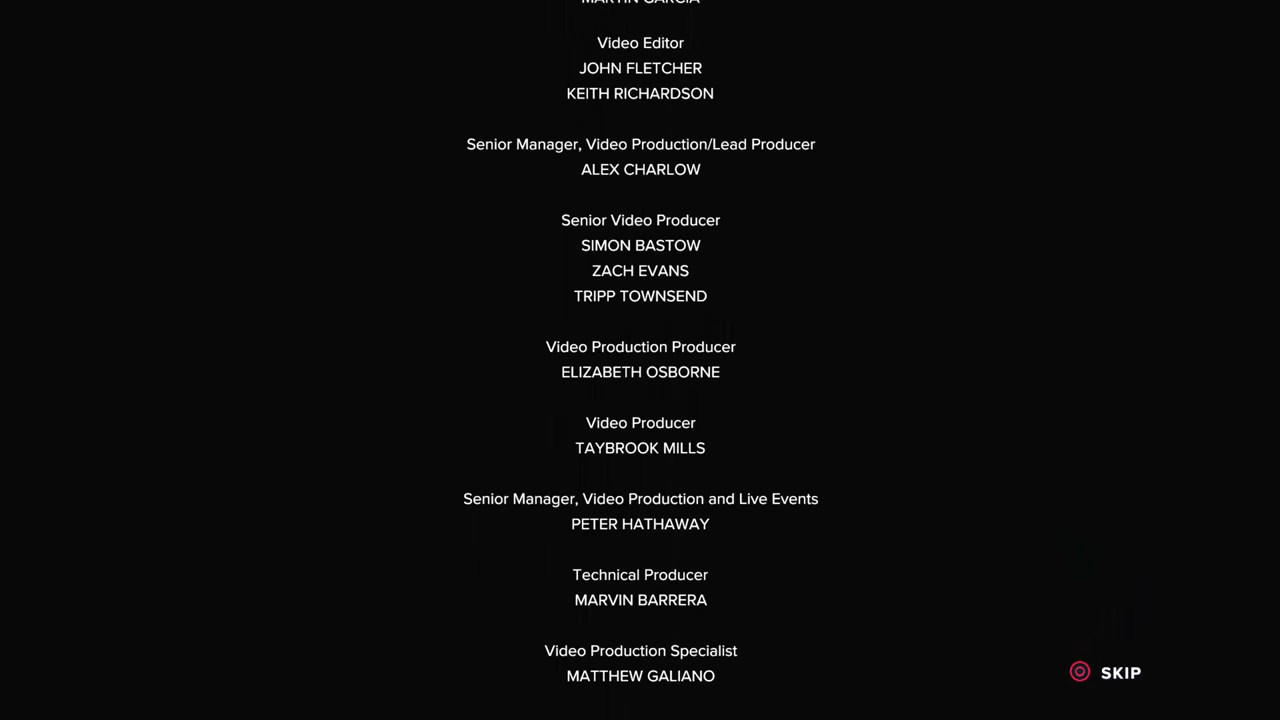 MARTIN GARCIA
Video Editor
JOHN FLETCHER
KEITH RICHARDSON
Senior Manager, Video Production/Lead Producer
ALEX CHARLOW
Senior Video Producer
SIMON BASTOW
ZACH EVANS
TRIPP TOWNSEND
Video Production Producer
ELIZABETH OSBORNE
Video Producer
TAYBROOK MILLS
Senior Manager, Video Production and Live Events
PETER HATHAWAY
Technical Producer
MARVIN BARRERA
Video Production Specialist
MATTHEW GALIANO
SKIP